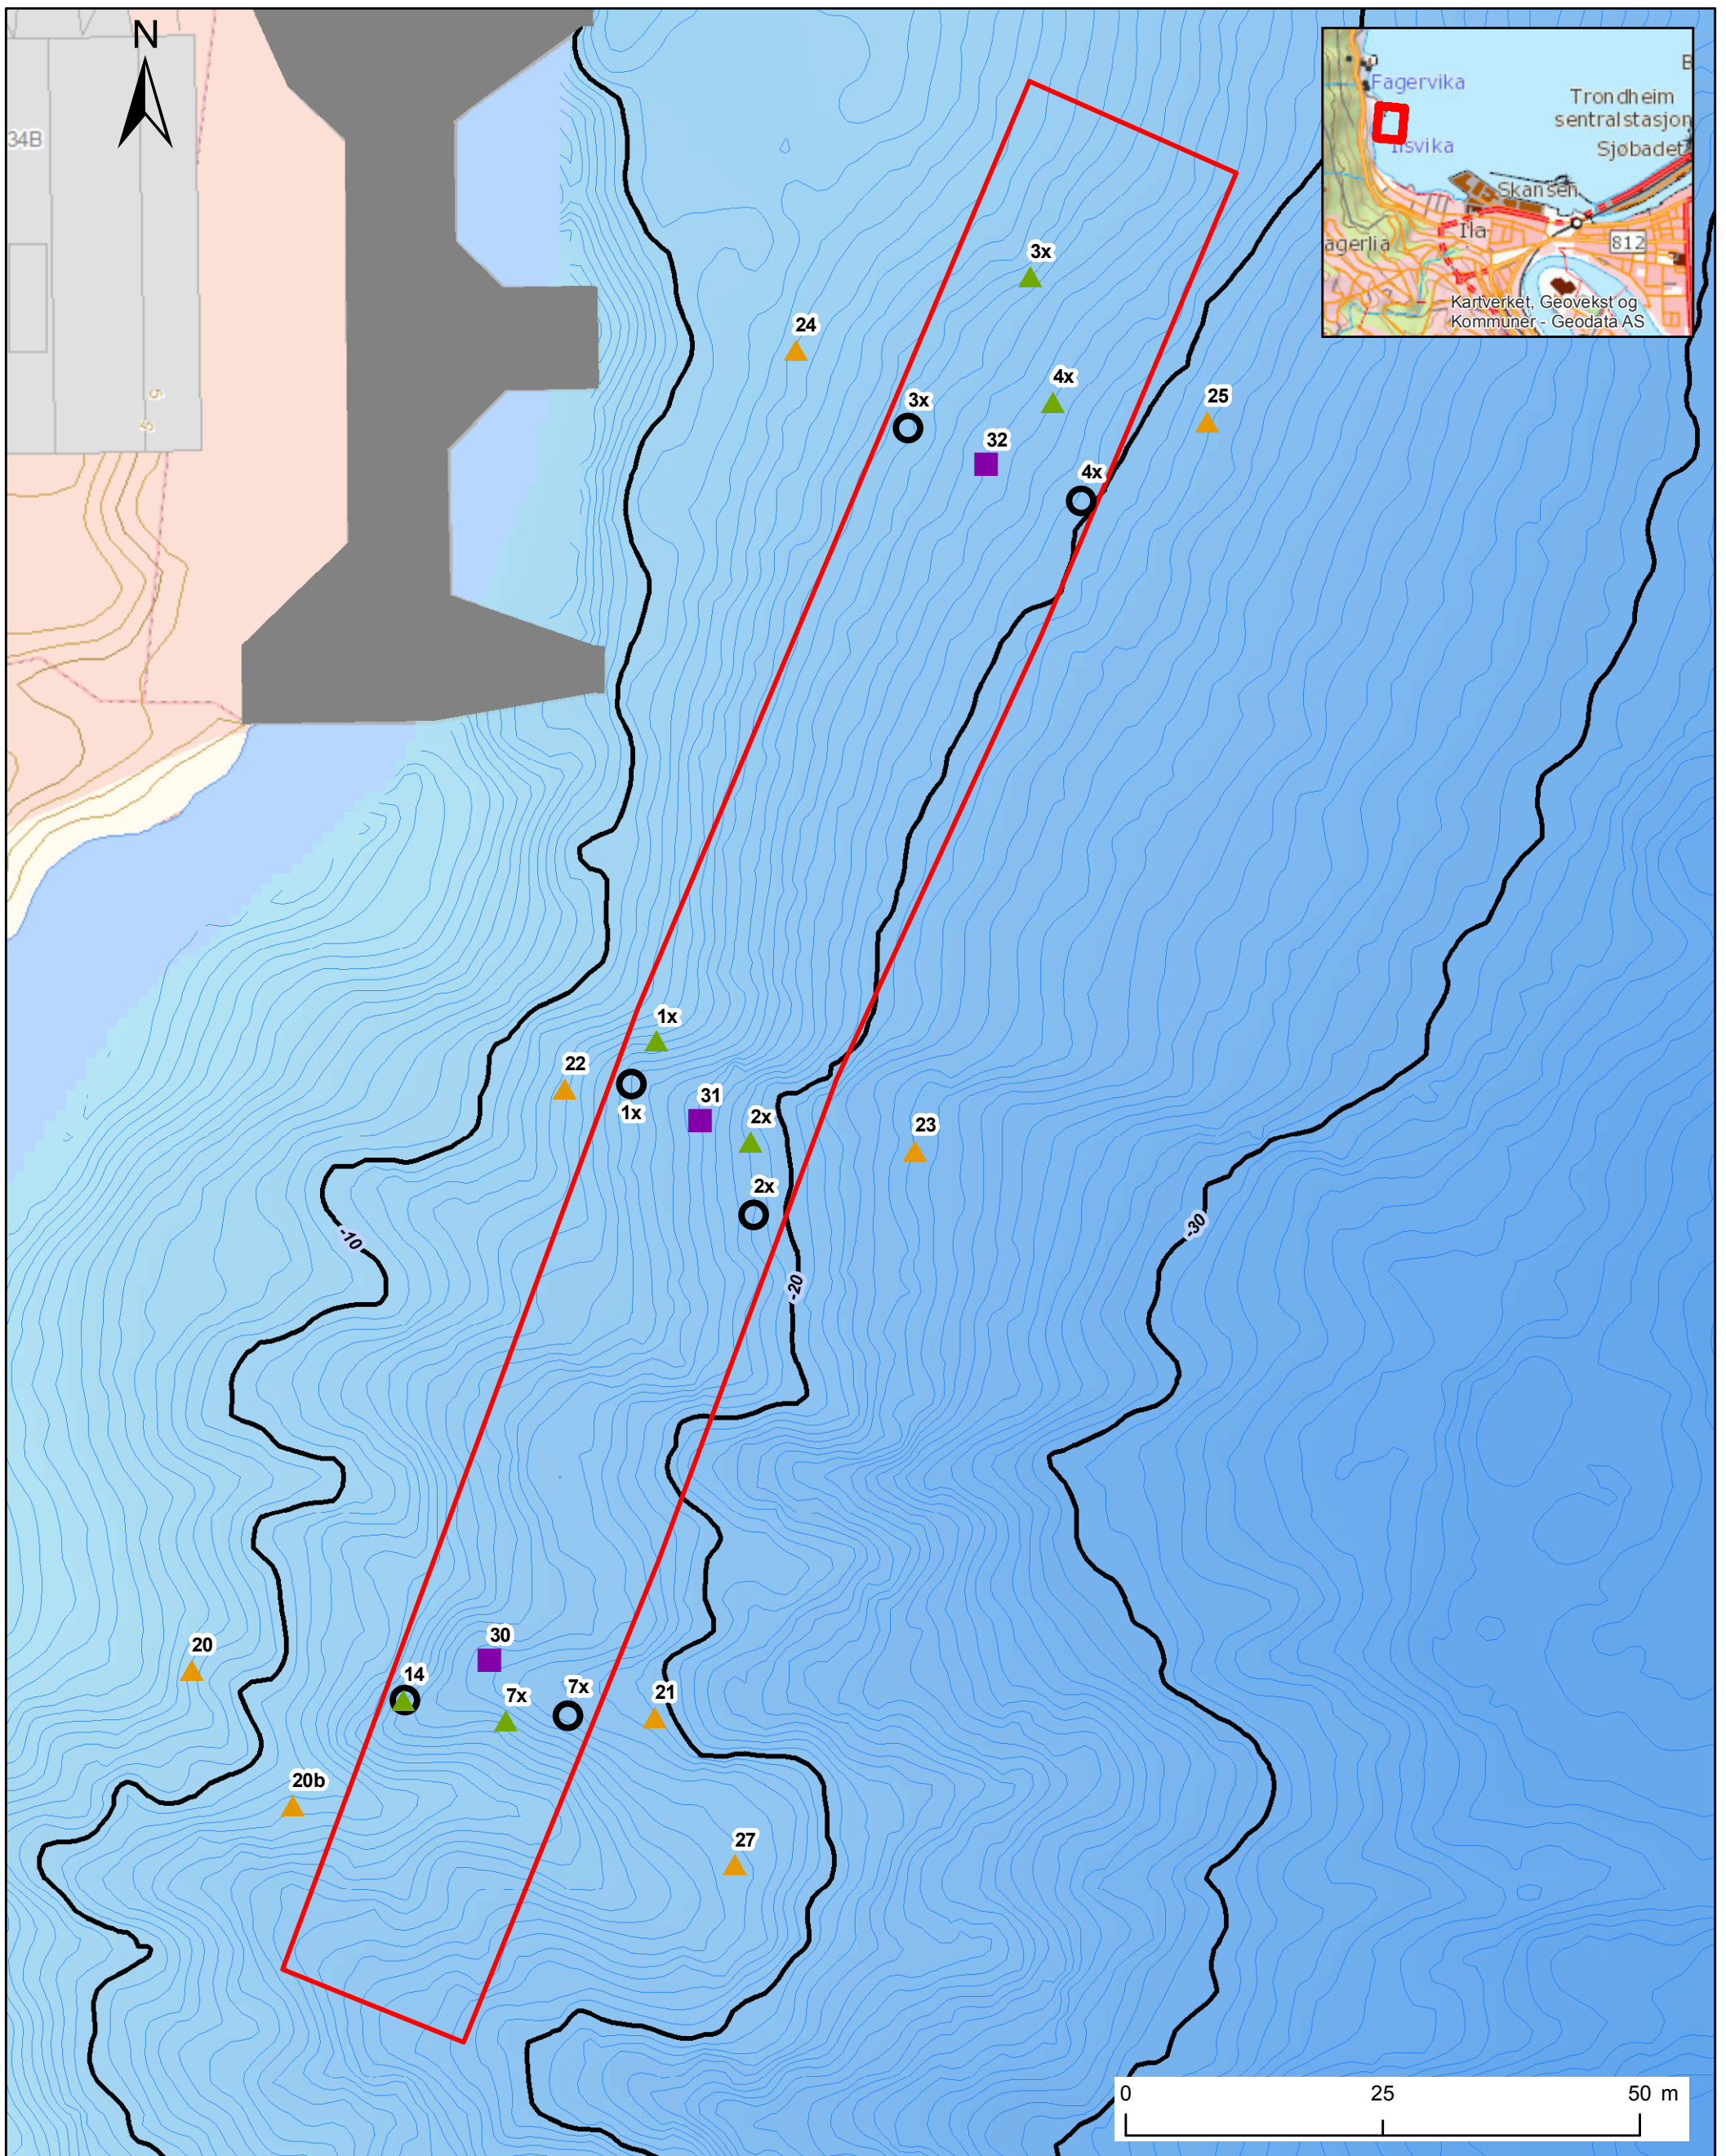 N
34B
5
5
Fagervika
Ilsvika
Trondheim
sentralstasjon
Sjøbadet
Skansen
Ila
agerlia
812
B
Kartverket, Geovekst og
Kommuner - Geodata AS
3x
24
4x
25
3x
32
4x
1x
22
1x
31
2x
23
2x
-10
-30
-20
20
30
14
7x
7x
21
20b
27
0 25 50 m